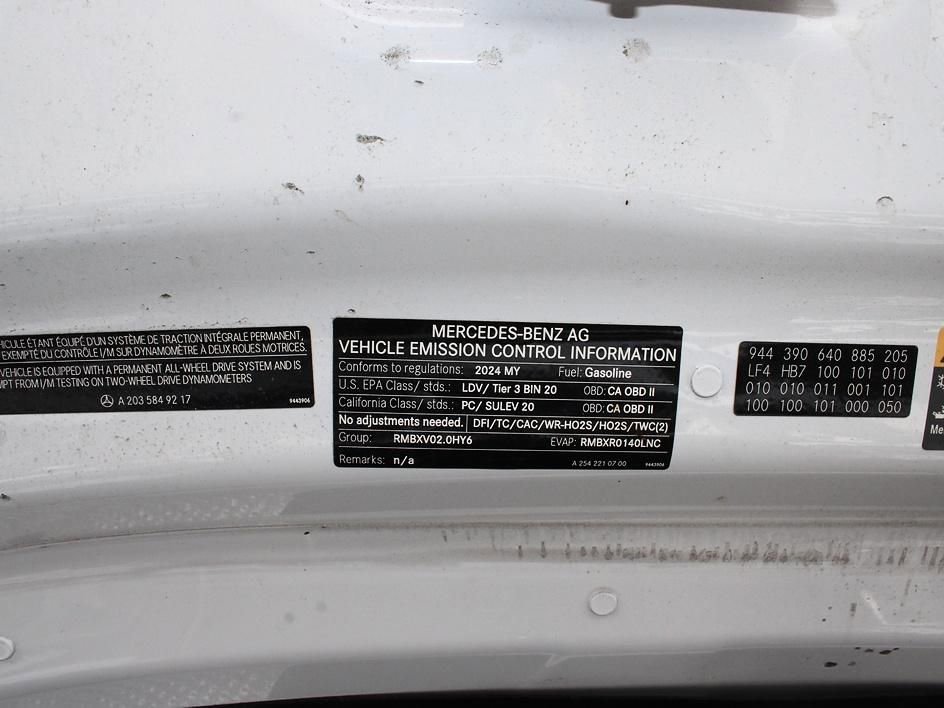 HICULE ÉTANT ÉQUIPÉ D'UN SYSTÈME DE TRACTION INTÉGRALE PERMANENT,
EXEMPTÉ DU CONTRÔLE I/M SUR DYNAMOMÈTRE À DEUX ROUES MOTRICES.
VEHICLE IS EQUIPPED WITH A PERMANENT ALL-WHEEL DRIVE SYSTEM AND IS
MPT FROM I/M TESTING ON TWO-WHEEL DRIVE DYNAMOMETERS
A 203 584 92 17
9443906
MERCEDES-BENZ AG
VEHICLE EMISSION CONTROL INFORMATION
Conforms to regulations: 2024 MY Fuel: Gasoline
U.S. EPA Class/ stds.: LDV/ Tier 3 BIN 20 OBD: CA OBD II
California Class/ stds.: PC/ SULEV 20 OBD: CA OBD II
No adjustments needed. DFI/TC/CAC/WR-HO2S/HO2S/TWC(2)
Group: RMBXV02.0HY6 EVAP: RMBXR0140LNC
Remarks: n/a A 254 221 07 00 9443906
944 390 640 885 205
LF4 HB7 100 101 010
010 010 011 001 101
100 100 101 000 050
Me